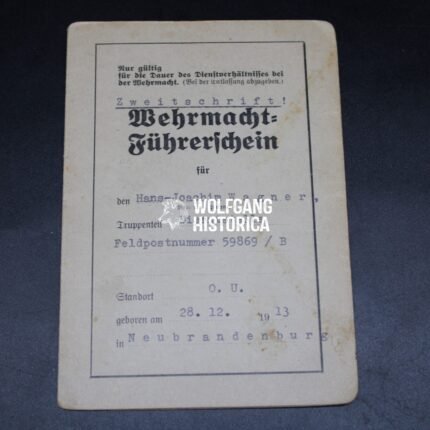 Nur gültig
für die Dauer des Dienstverhältnisses bei
der Wehrmacht. (Bei der Entlassung abzugeben.)
Zweitschrift!
Wehrmacht=
Führerschein
für
den Hans-Joachim Wagner,
WOLFGANG
HISTORICA
Truppenteil
Feldpostnummer 59869 / B
Standort O. U.
geboren am 28. 12. 1913
in Neubrandenburg